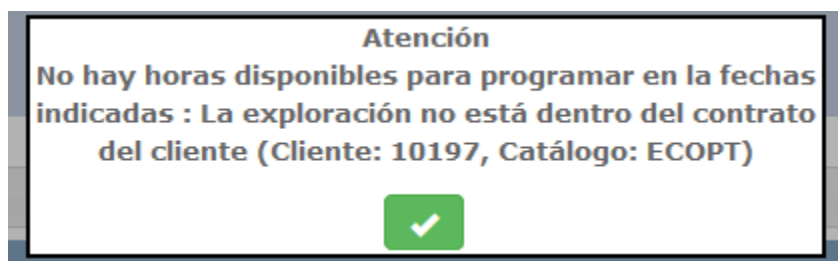 Atención
No hay horas disponibles para programar en la fechas
indicadas : La exploración no está dentro del contrato
del cliente (Cliente: 10197, Catálogo: ECOPT)